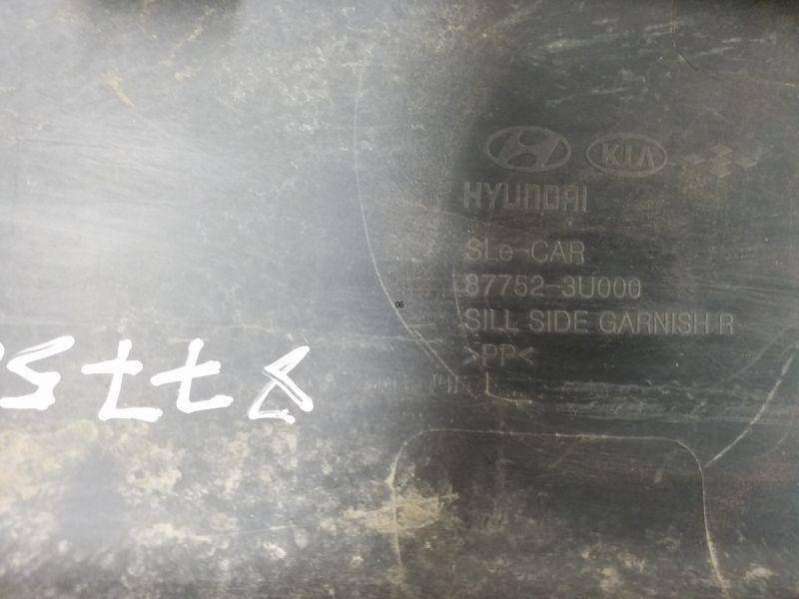 KIA
HYUNDAI
SLe-CAR
87752-3U000
SILL SIDE GARNISH R
>PP<